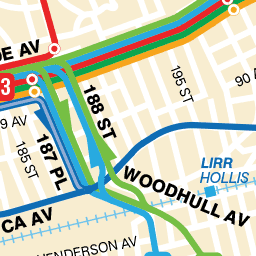 DE AV
3
188 ST
195 ST
90 A
9 AV
185 ST
187 PL
LIRR
HOLLIS
WOODHULL AV
CA AV
HENDERSON AV